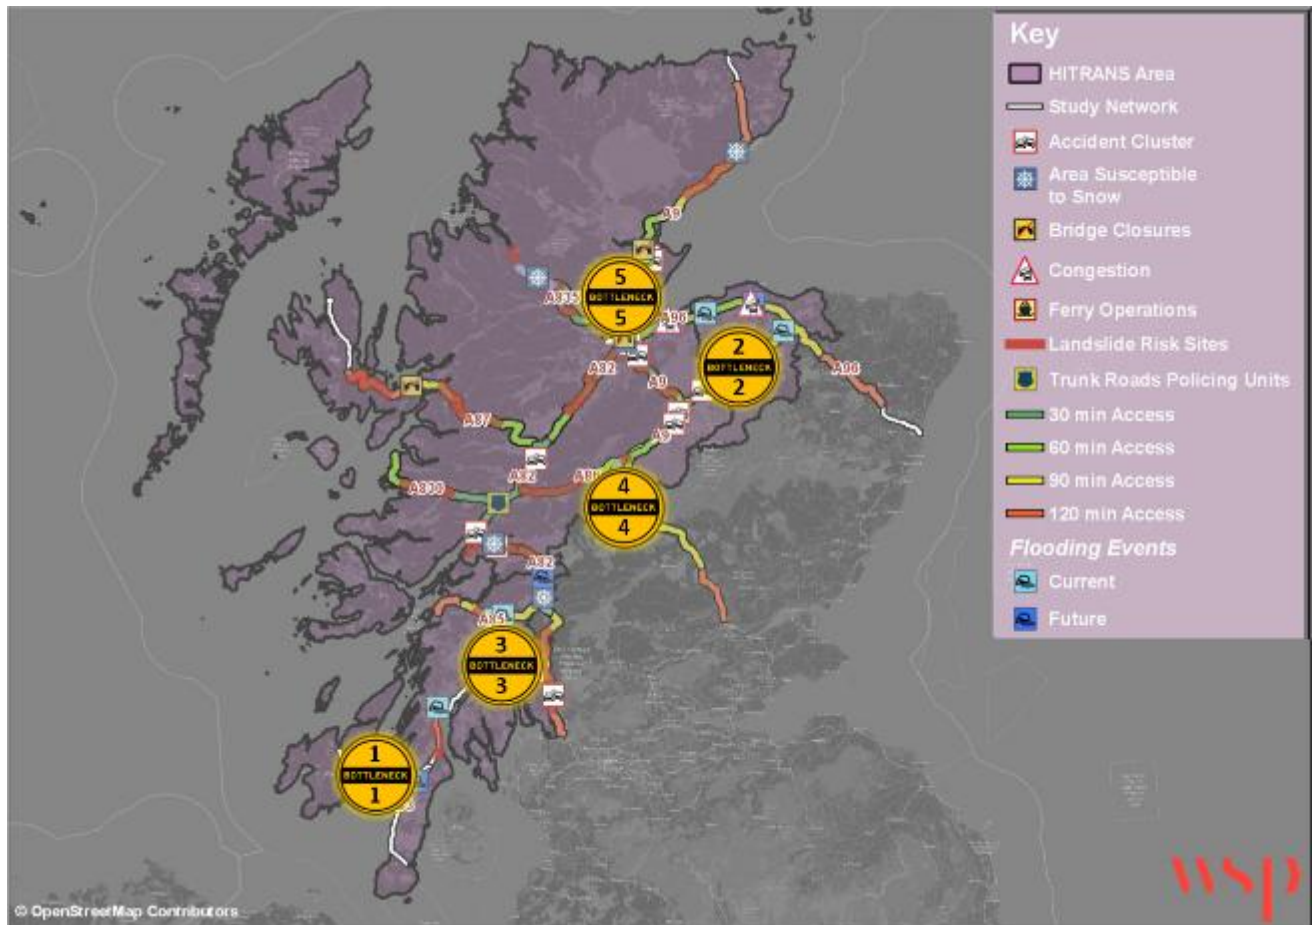 Key
HITRANS Area
Study Network
Accident Cluster
Area Susceptible
to Snow
Bridge Closures
Congestion
Ferry Operations
Landslide Risk Sites
Trunk Roads Policing Units
30 min Access
60 min Access
90 min Access
120 min Access
Flooding Events
Current
Future
A9
5
BOTTLENECK
5
A835
A96
2
BOTTLENECK
2
A82
A9
A96
A87
A9
A82
A830
4
BOTTLENECK
4
A82
A85
3
BOTTLENECK
3
1
BOTTLENECK
1
wsp
© OpenStreetMap Contributors